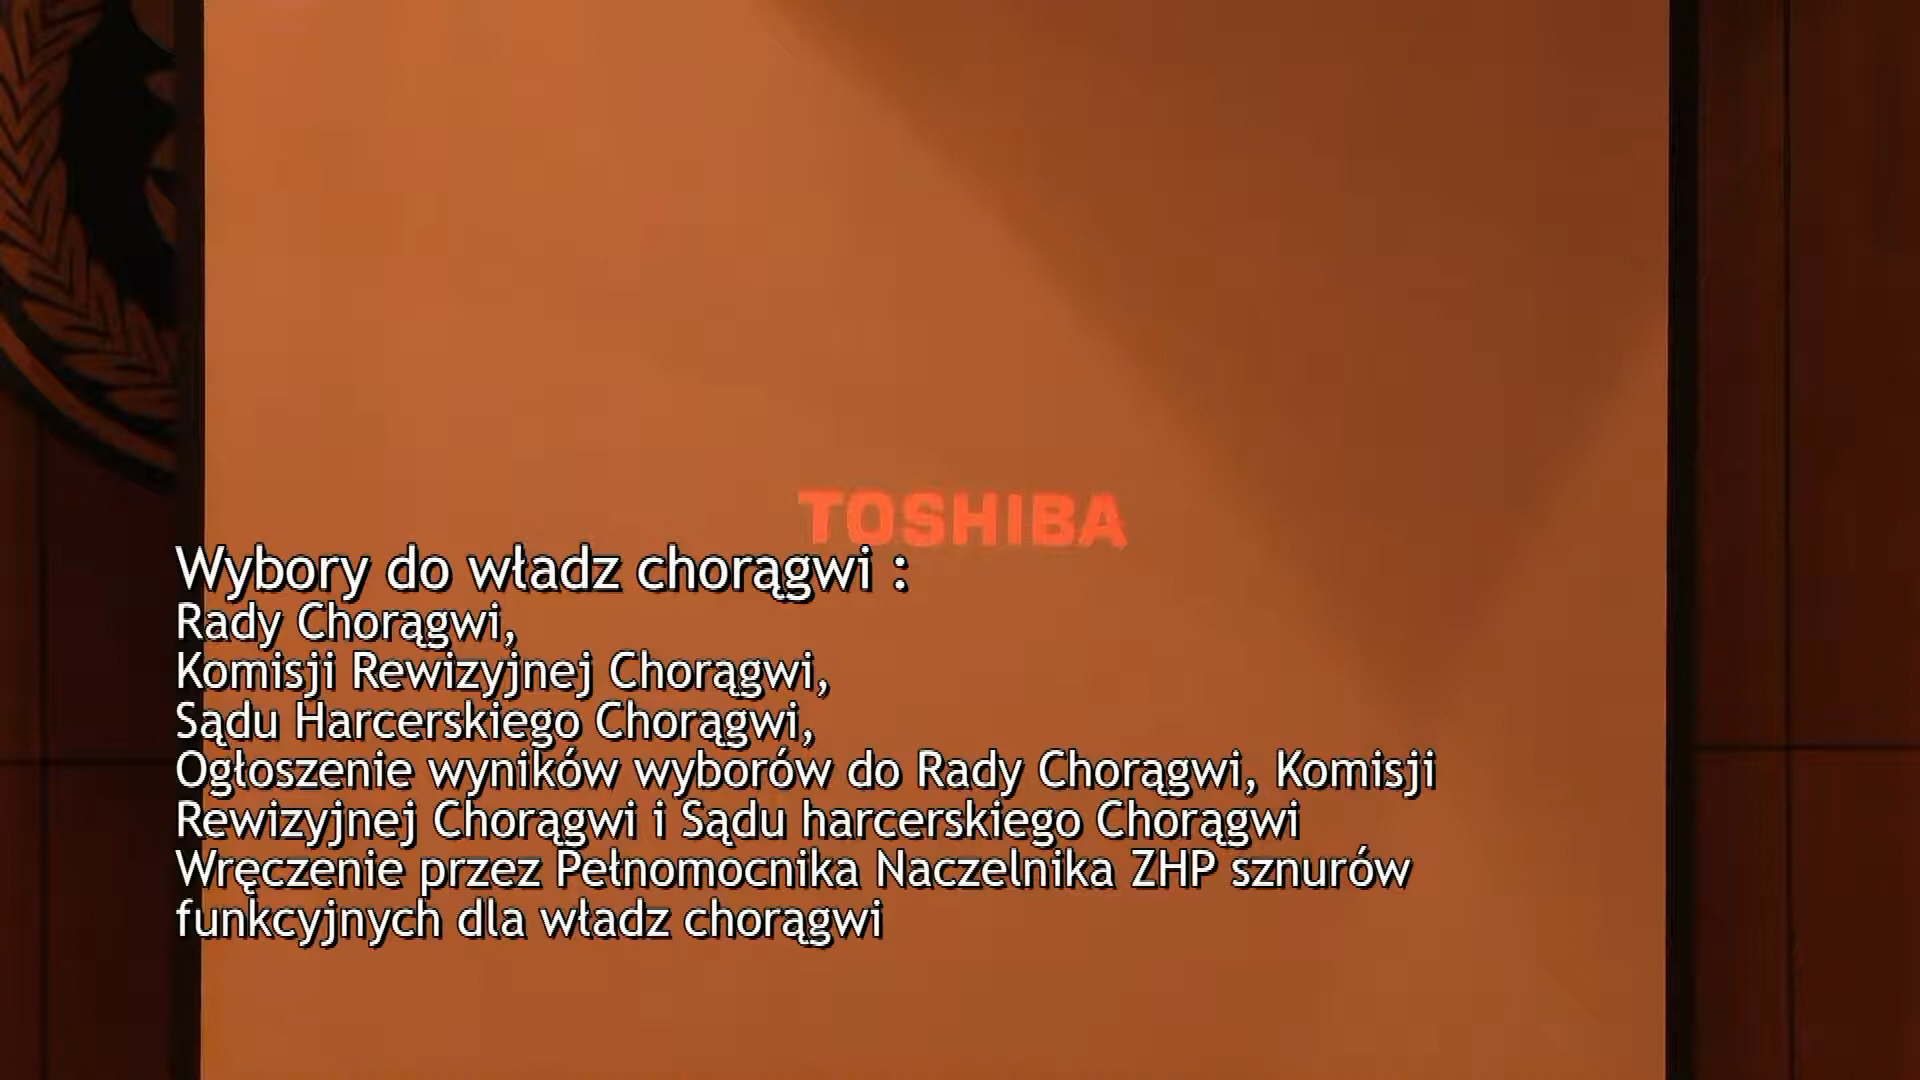 TOSHIBA
Wybory do władz chorągwi :
Rady Chorągwi,
Komisji Rewizyjnej Chorągwi,
Sądu Harcerskiego Chorągwi,
Ogłoszenie wyników wyborów do Rady Chorągwi, Komisji
Rewizyjnej Chorągwi i Sądu harcerskiego Chorągwi
Wręczenie przez Pełnomocnika Naczelnika ZHP sznurów
funkcyjnych dla władz chorągwi